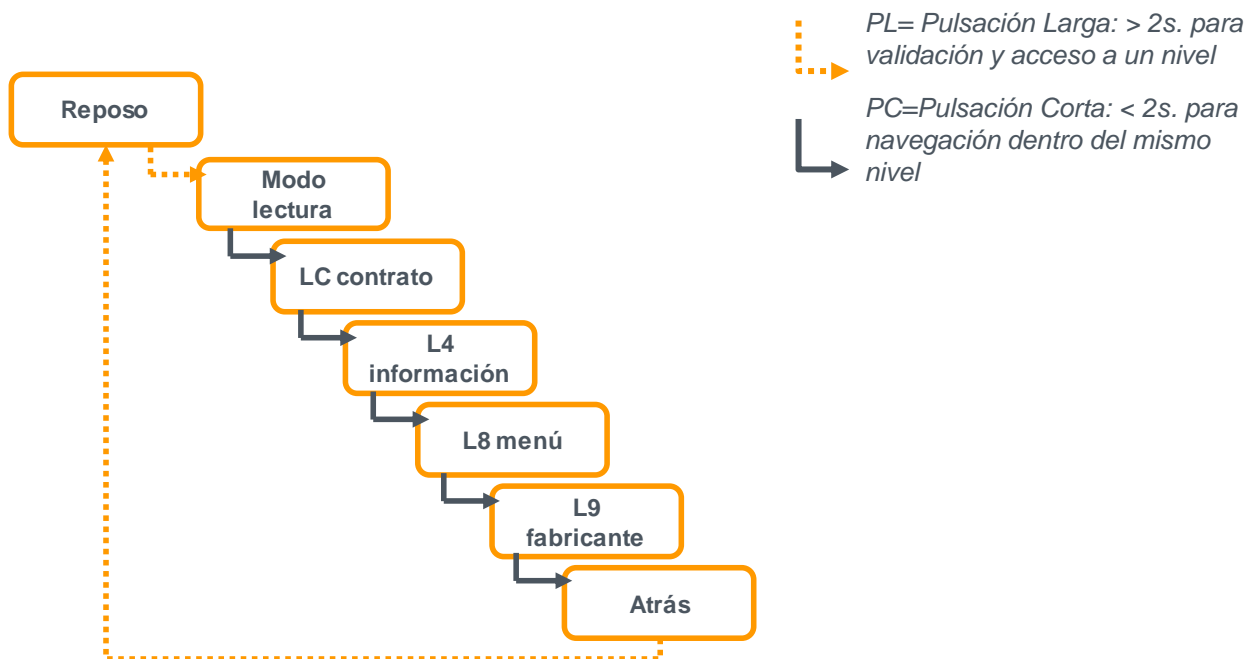 PL= Pulsación Larga: > 2s. para
validación y acceso a un nivel
PC=Pulsación Corta: < 2s. para
navegación dentro del mismo
nivel
Reposo
Modo
lectura
LC contrato
L4
información
L8 menú
L9
fabricante
Atrás